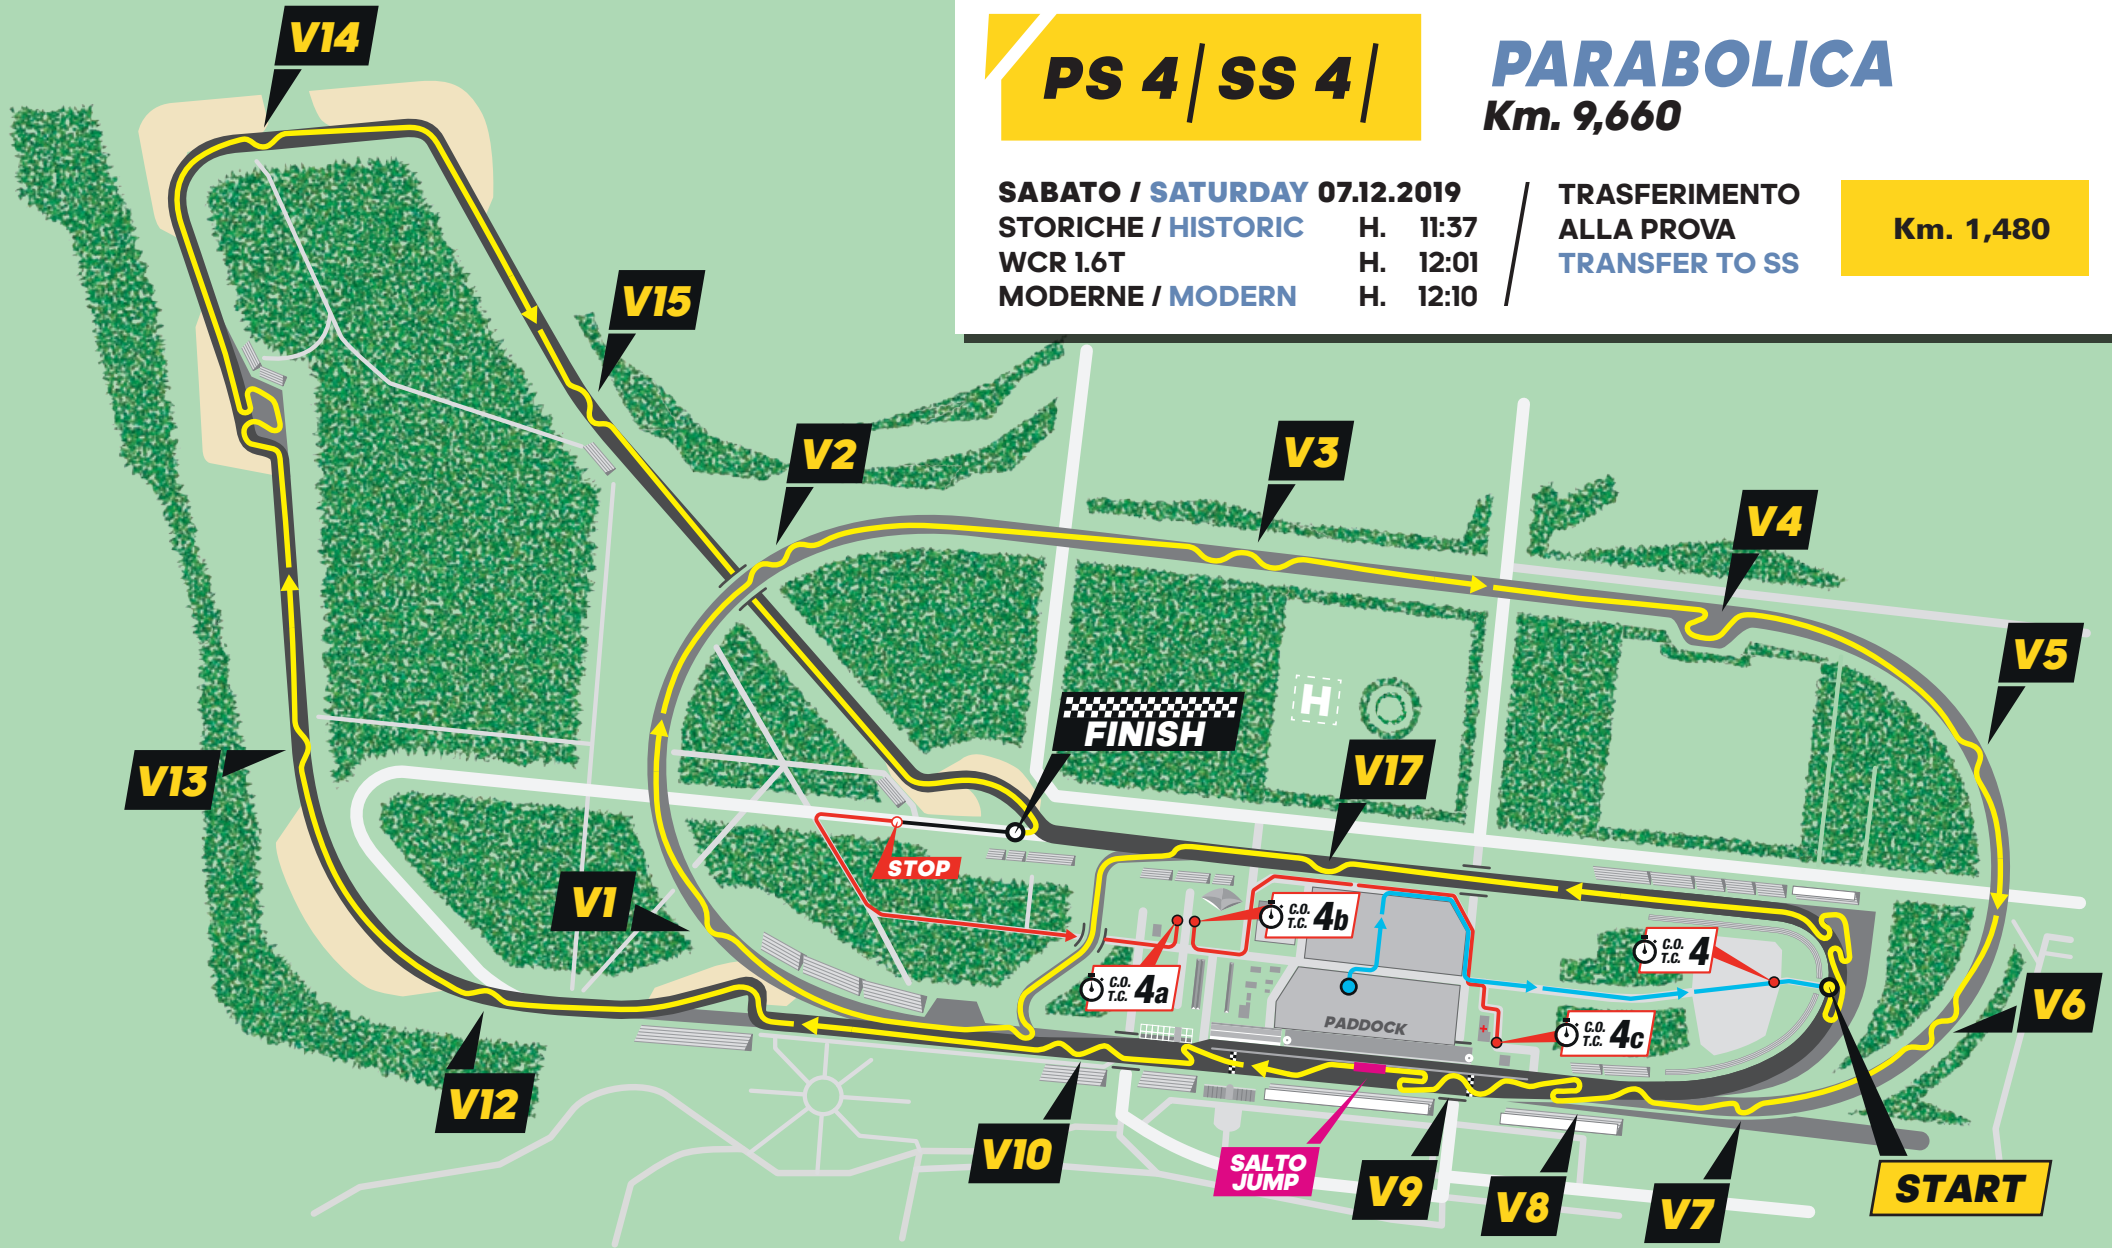 PS 4 / SS 4 /
PARABOLICA
Km. 9,660
SABATO / SATURDAY 07.12.2019
STORICHE / HISTORIC H. 11:37
WCR 1.6T H. 12:01
MODERNE / MODERN H. 12:10
TRASFERIMENTO
ALLA PROVA
TRANSFER TO SS
Km. 1,480
V14
V15
V2
V3
V4
V5
H
FINISH
V17
V13
STOP
V1
C.O.
T.C. 4b
C.O.
T.C. 4
C.O.
T.C. 4a
V6
PADDOCK
C.O.
T.C. 4c
V12
V10
SALTO
JUMP
V9
V8
V7
START